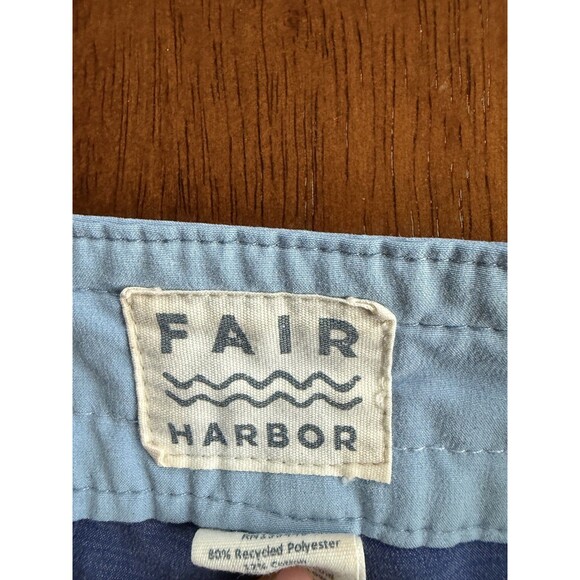 FAIR
HARBOR
80% Recycled Polyester